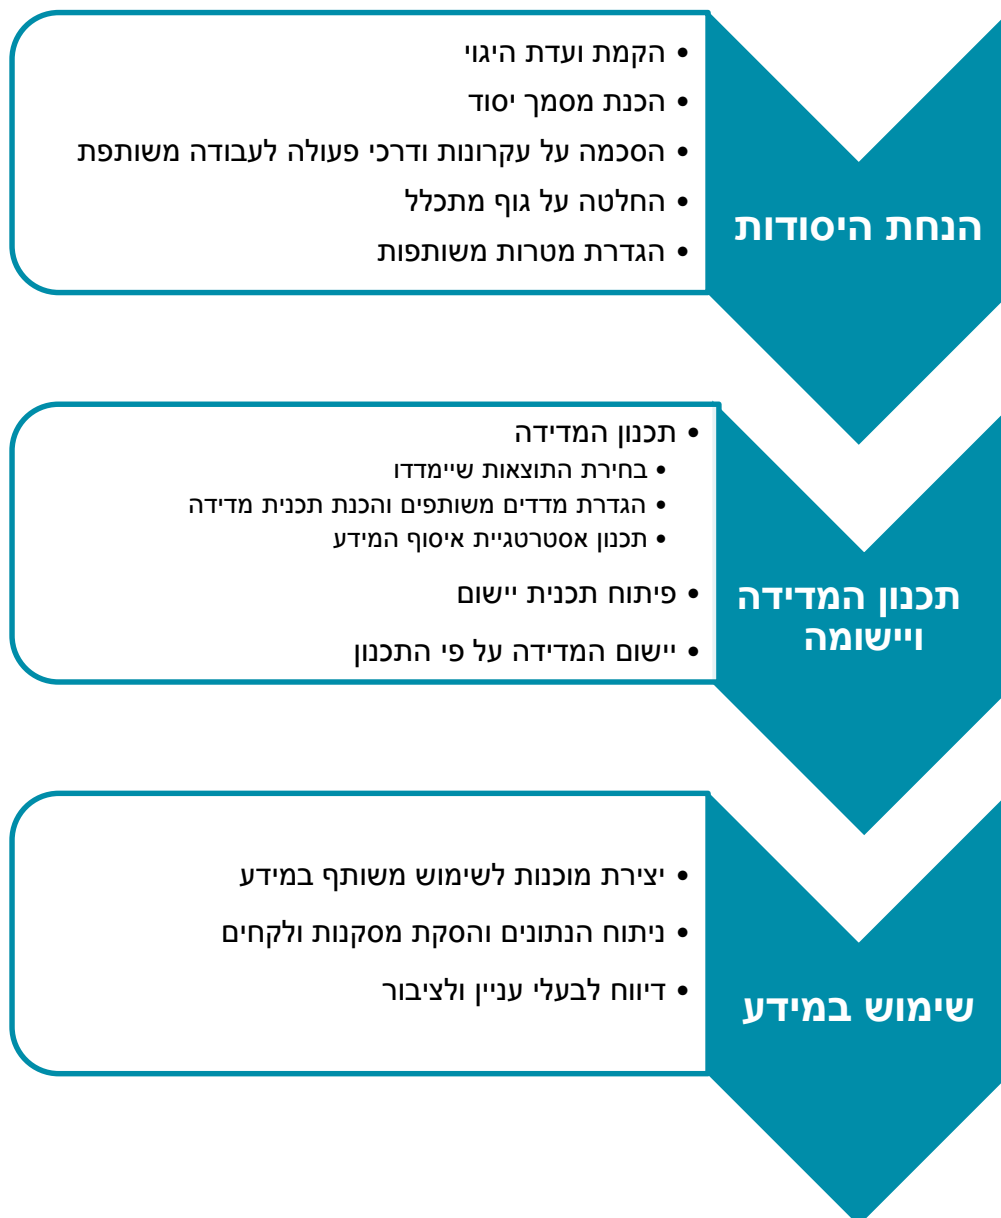 הנחת היסודות
• הקמת ועדת היגוי
• הכנת מסמך יסוד
• הסכמה על עקרונות ודרכי פעולה לעבודה משותפת
• החלטה על גוף מתכלל
• הגדרת מטרות משותפות
תכנון המדידה
ויישומה
• תכנון המדידה
• בחירת התוצאות שיימדדו
• הגדרת מדדים משותפים והכנת תכנית מדידה
• תכנון אסטרטגיית איסוף המידע
• פיתוח תכנית יישום
• יישום המדידה על פי התכנון
שימוש במידע
• יצירת מוכנות לשימוש משותף במידע
• ניתוח הנתונים והסקת מסקנות ולקחים
• דיווח לבעלי עניין ולציבור